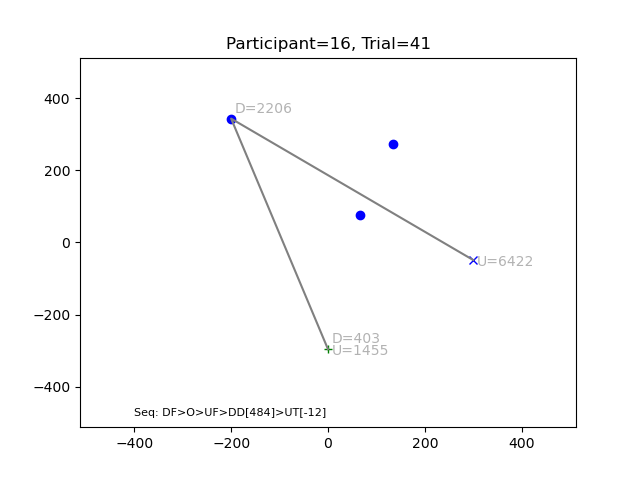 Participant=16, Trial=41
400
200
0
−200
−400
D=2206
U=6422
D=403
U=1455
Seq: DF>O>UF>DD[484]>UT[-12]
−400
−200
0
200
400